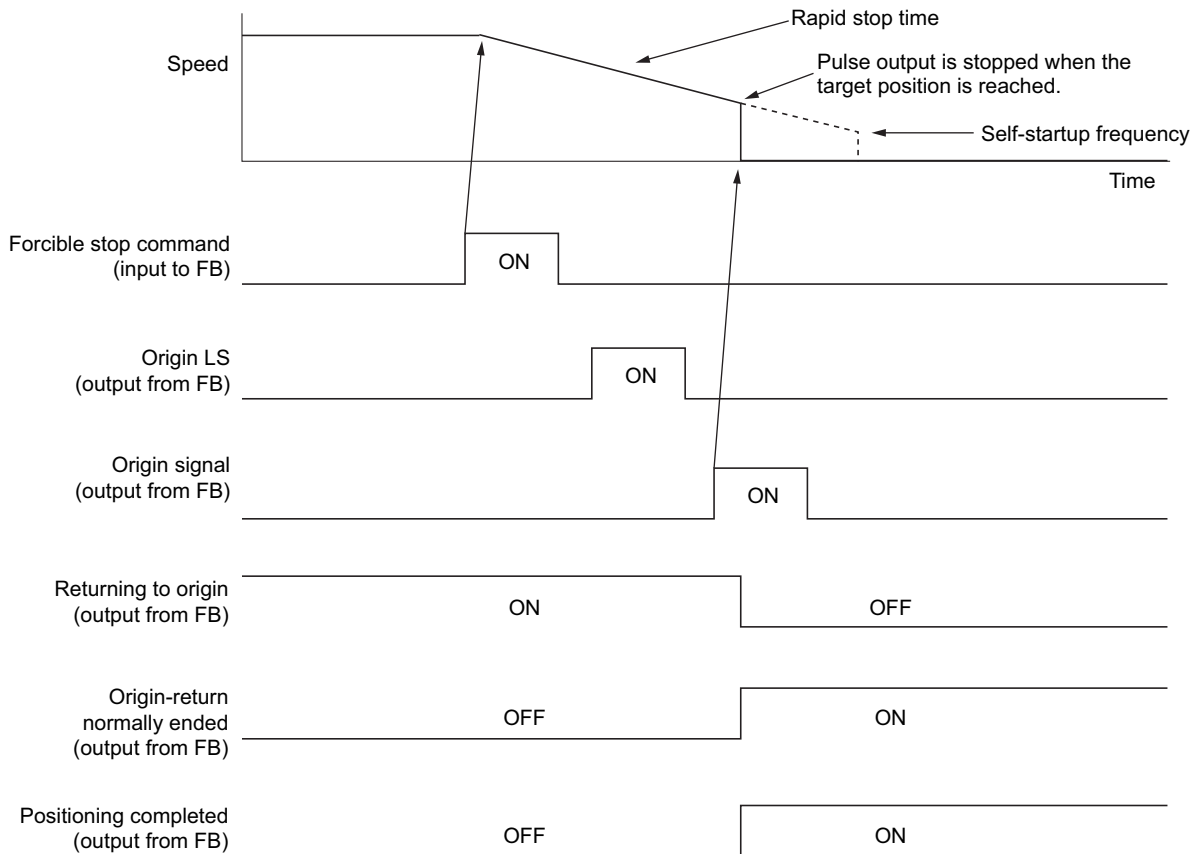 Rapid stop time
Speed
Pulse output is stopped when the
target position is reached.
Self-startup frequency
Time
Forcible stop command
(input to FB)
ON
Origin LS
(output from FB)
ON
Origin signal
(output from FB)
ON
Returning to origin
(output from FB)
ON
OFF
Origin-return
normally ended
(output from FB)
OFF
ON
Positioning completed
(output from FB)
OFF
ON